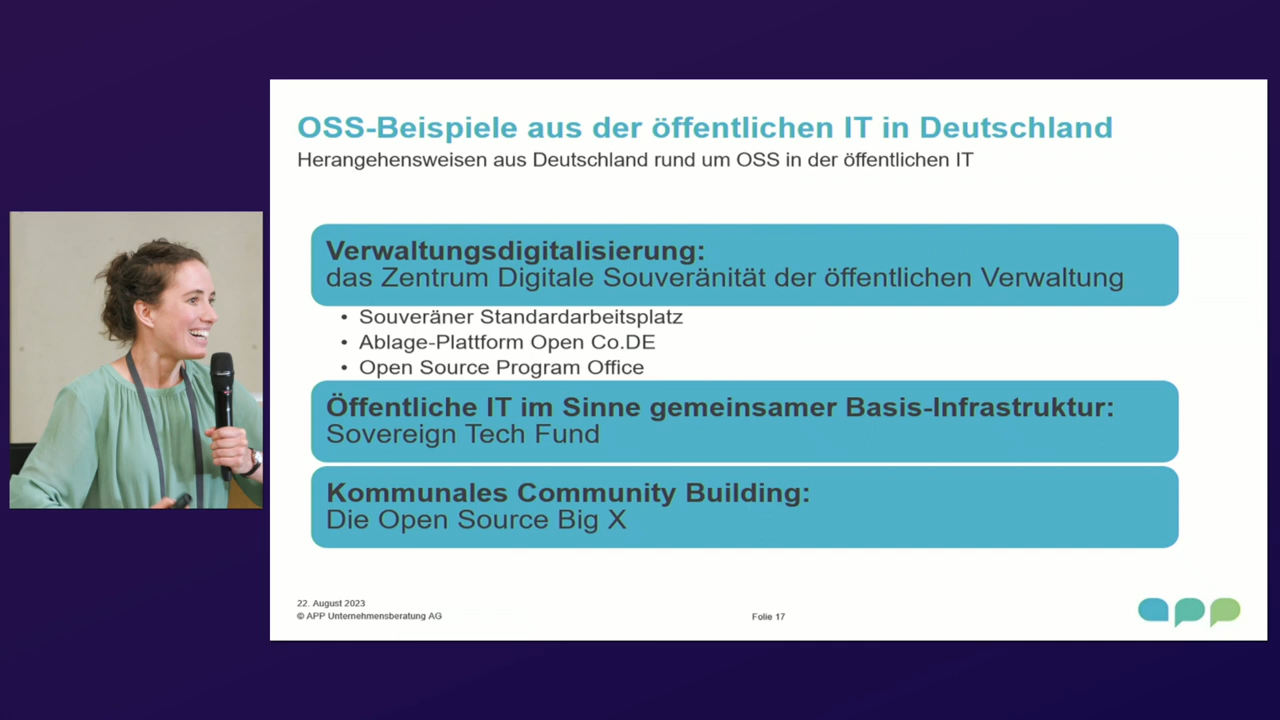 OSS-Beispiele aus der öffentlichen IT in Deutschland
Herangehensweisen aus Deutschland rund um OSS in der öffentlichen IT
Verwaltungsdigitalisierung:
das Zentrum Digitale Souveränität der öffentlichen Verwaltung
• Souveräner Standardarbeitsplatz
• Ablage-Plattform Open Co.DE
• Open Source Program Office
Öffentliche IT im Sinne gemeinsamer Basis-Infrastruktur:
Sovereign Tech Fund
Kommunales Community Building:
Die Open Source Big X
22. August 2023
© APP Unternehmensberatung AG
Folie 17
app